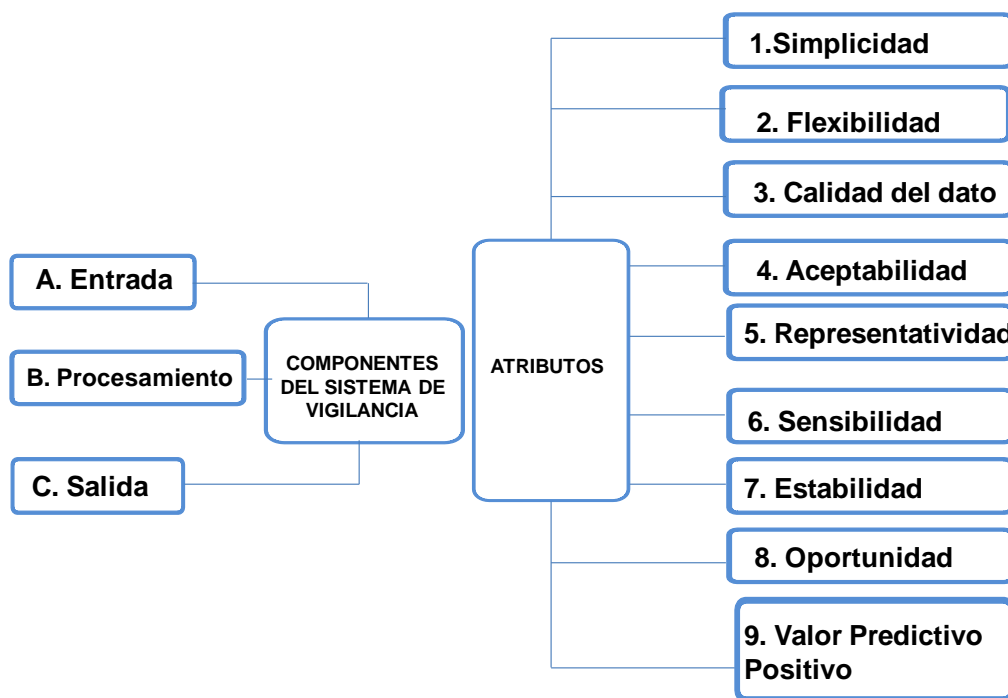 A. Entrada
B. Procesamiento
C. Salida
COMPONENTES
DEL SISTEMA DE
VIGILANCIA
ATRIBUTOS
1.Simplicidad
2. Flexibilidad
3. Calidad del dato
4. Aceptabilidad
5. Representatividad
6. Sensibilidad
7. Estabilidad
8. Oportunidad
9. Valor Predictivo
Positivo